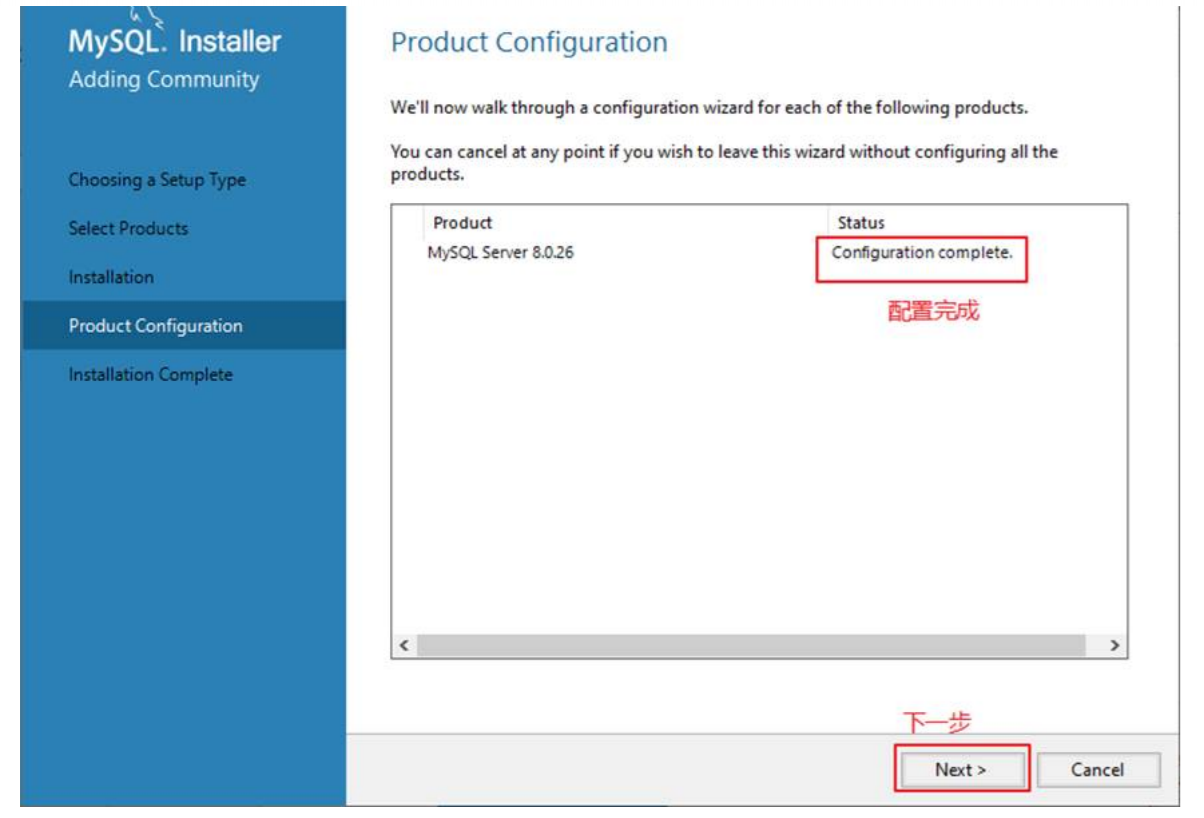 MySQL. Installer
Adding Community
Choosing a Setup Type
Select Products
Installation
Product Configuration
Installation Complete
Product Configuration
We'll now walk through a configuration wizard for each of the following products.
You can cancel at any point if you wish to leave this wizard without configuring all the
products.
Product Status
MySQL Server 8.0.26 Configuration complete.
配置完成
下一步
Next > Cancel